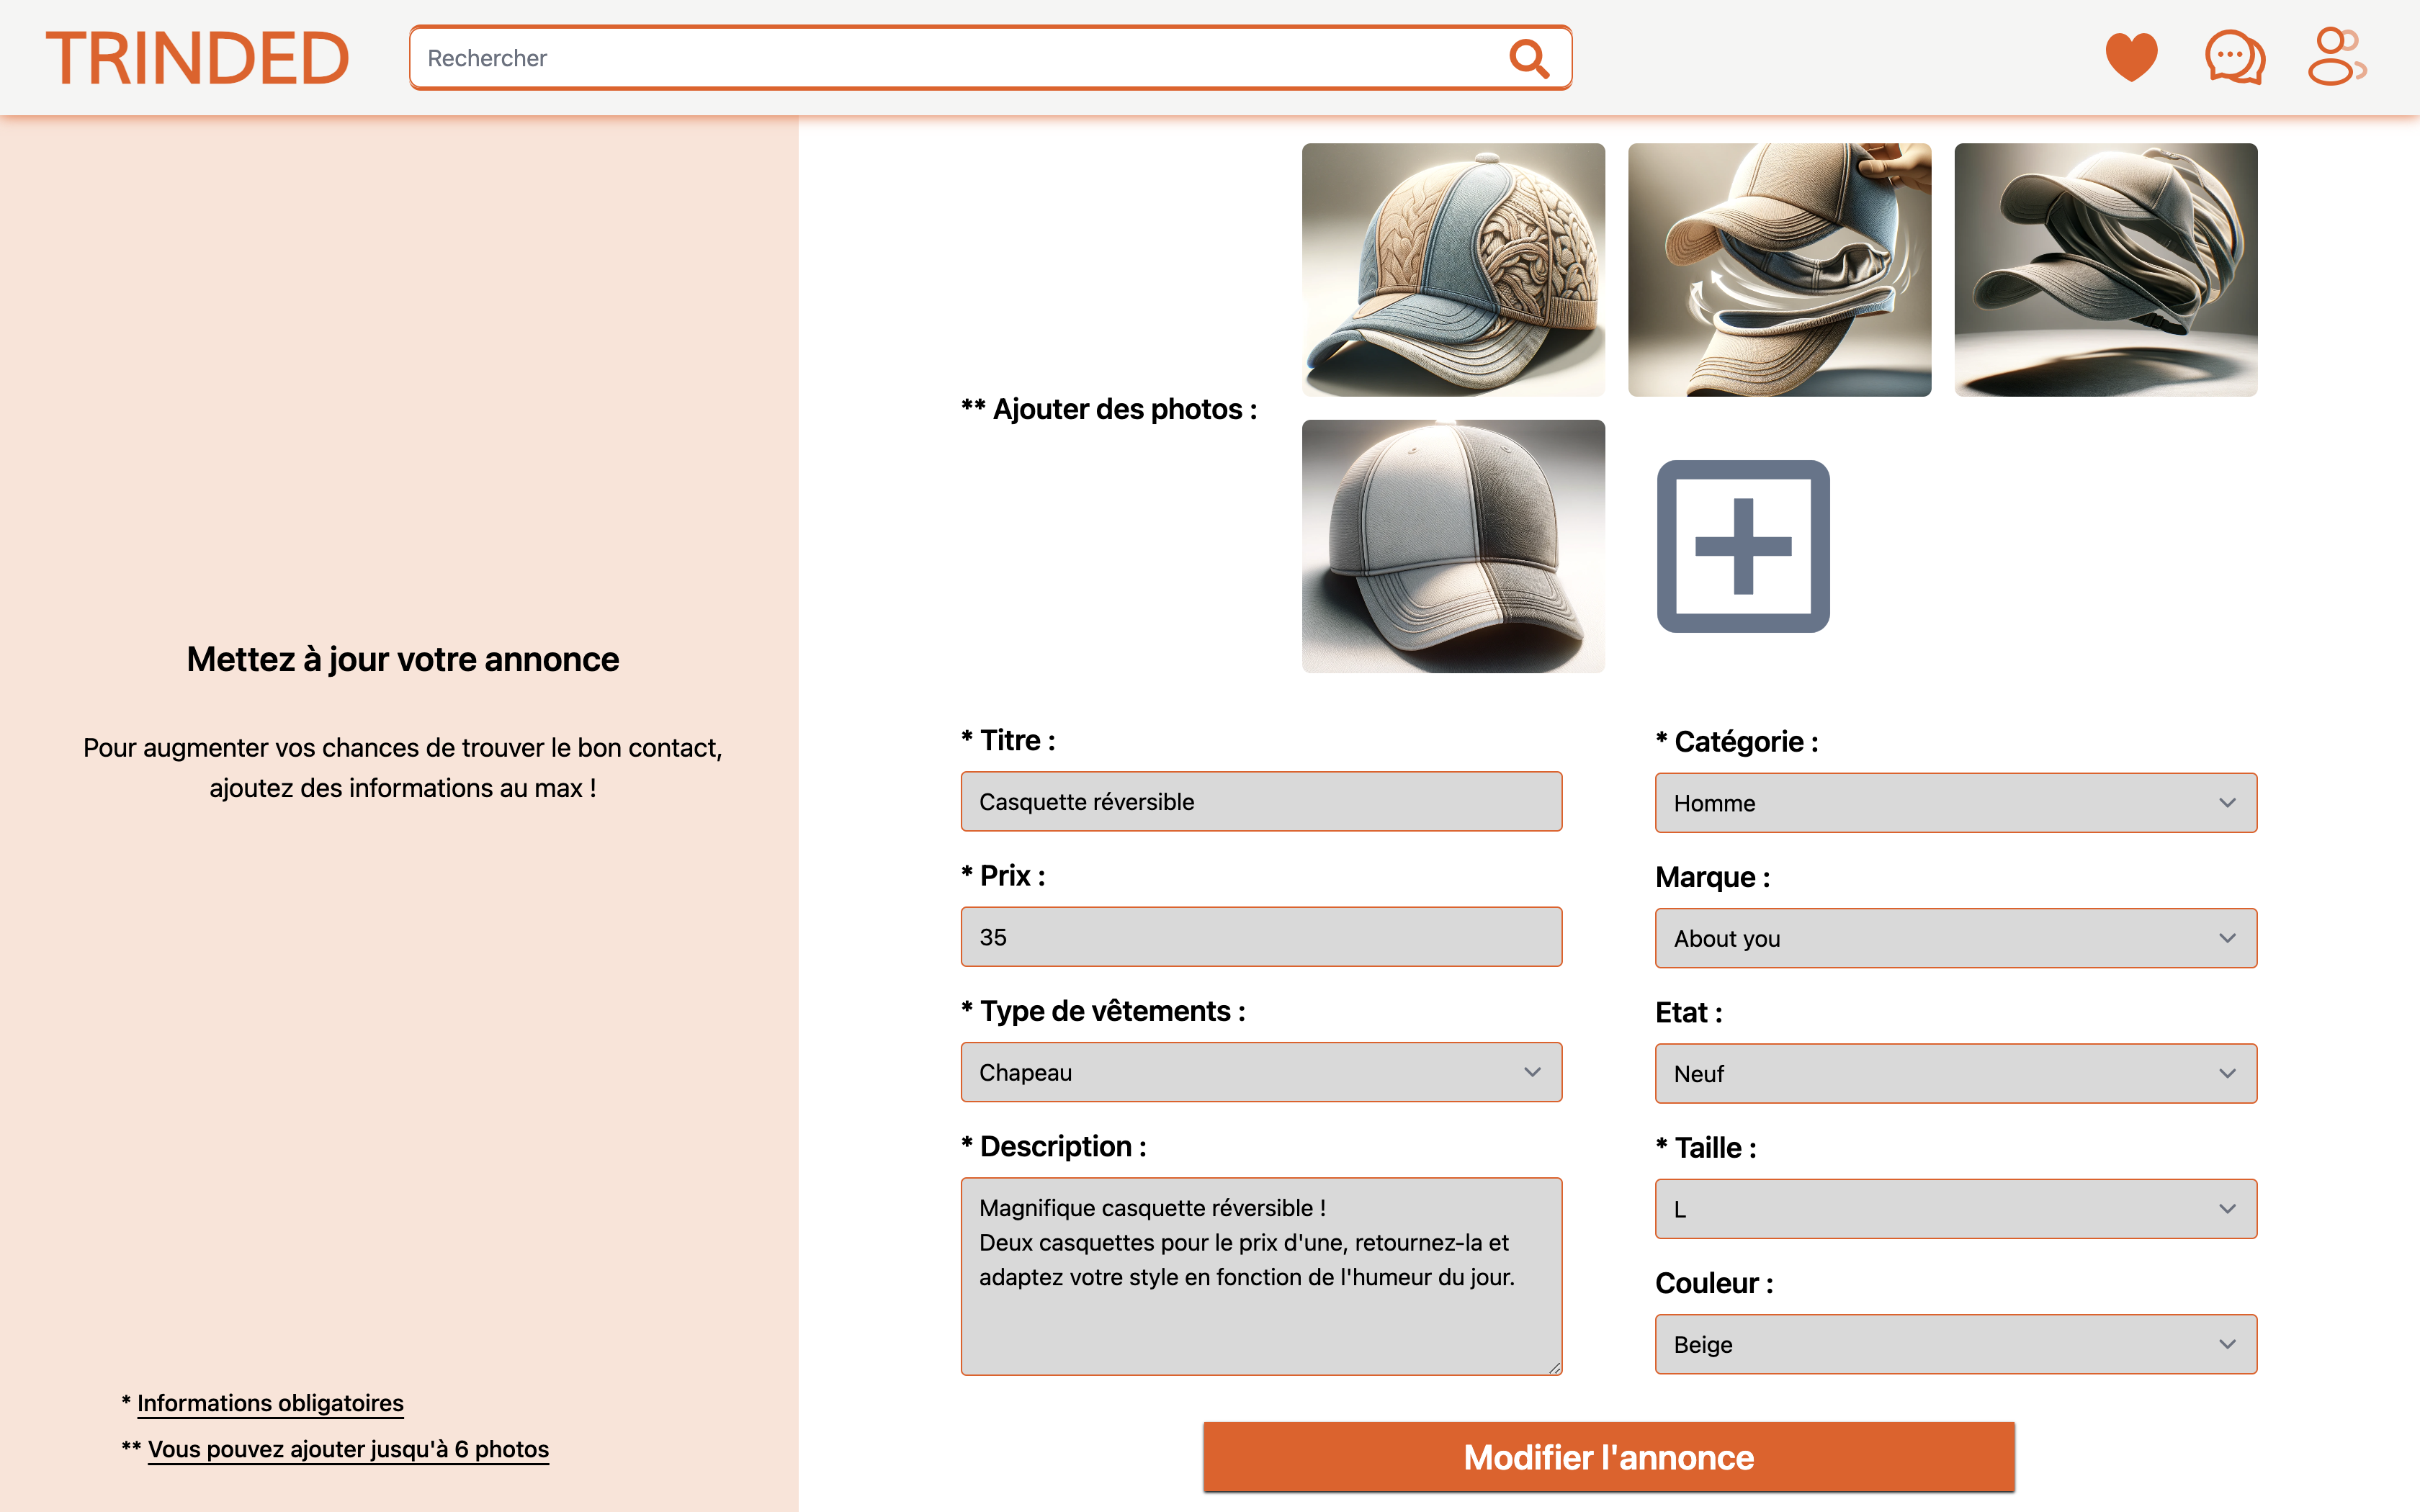 TRINDED
Rechercher
** Ajouter des photos :
Mettez à jour votre annonce
Pour augmenter vos chances de trouver le bon contact,
ajoutez des informations au max !
* Informations obligatoires
** Vous pouvez ajouter jusqu'à 6 photos
* Titre :
Casquette réversible
* Prix :
35
* Type de vêtements :
Chapeau
* Description :
Magnifique casquette réversible !
Deux casquettes pour le prix d'une, retournez-la et
adaptez votre style en fonction de l'humeur du jour.
* Catégorie :
Homme
Marque :
About you
Etat :
Neuf
* Taille :
L
Couleur :
Beige
Modifier l'annonce